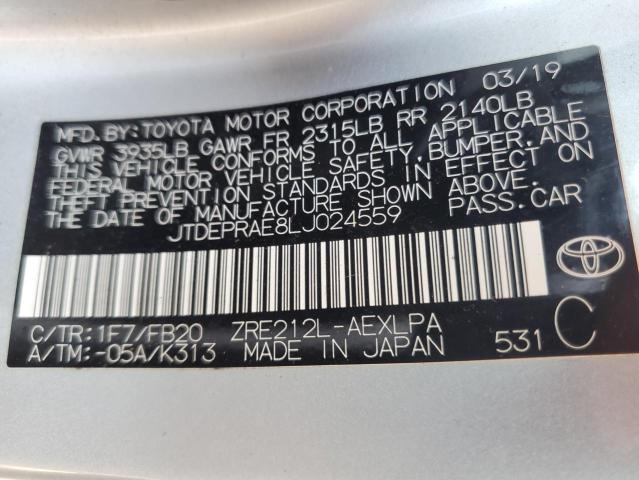 MFD. BY: TOYOTA MOTOR CORPORATION 03/19
GVWR 3935LB GAWR FR 2315LB RR 2140LB
THIS VEHICLE CONFORMS TO ALL APPLICABLE
FEDERAL MOTOR VEHICLE SAFETY, BUMPER, AND
THEFT PREVENTION STANDARDS IN EFFECT ON
THE DATE OF MANUFACTURE SHOWN ABOVE.
JTDEPRAE8LJ024559 PASS. CAR
C/TR: 1F7/FB20 ZRE212L-AEXLPA
A/TM: -05A/K313 MADE IN JAPAN 531 C
TOYOTA